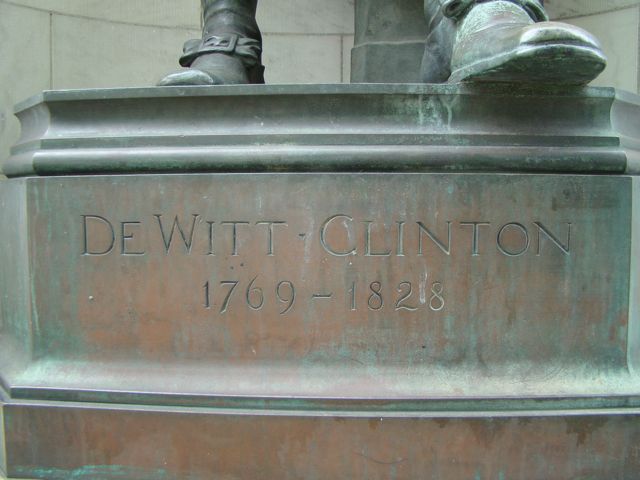 DEWITT · CLINTON
1769 – 1828